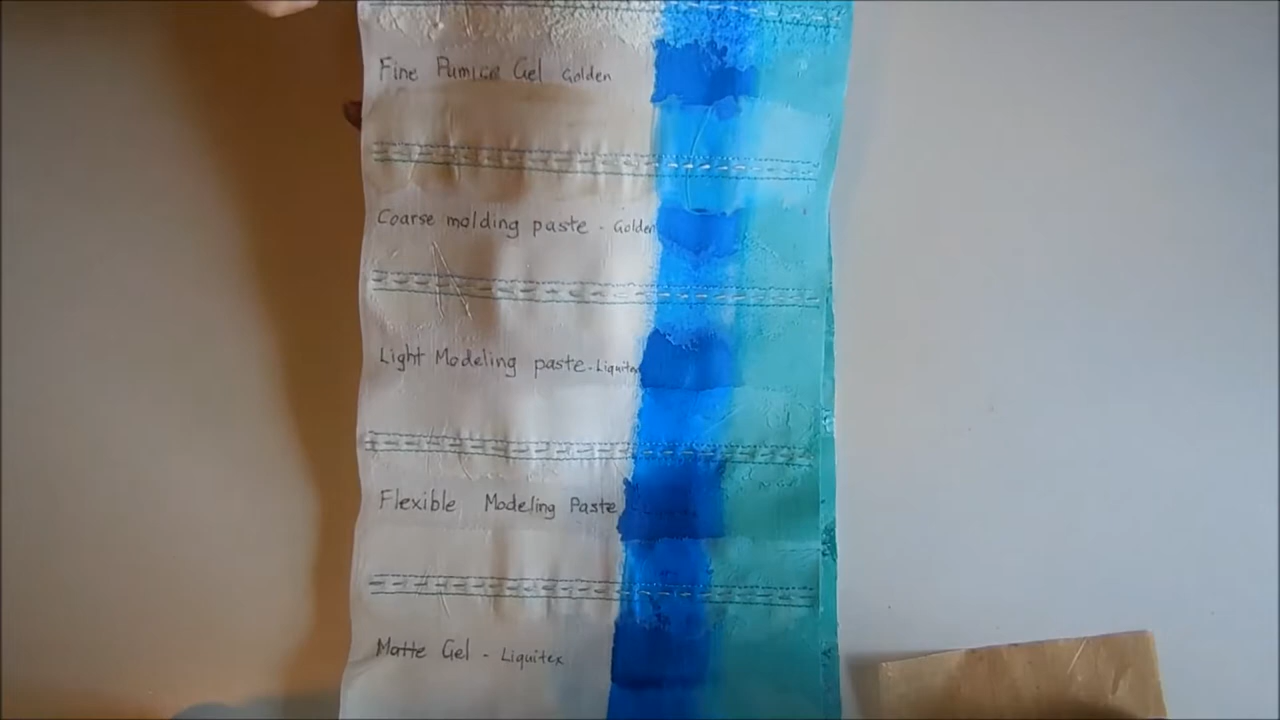 Fine Pumice Gel Golden
Coarse molding paste - Golden
Light Modeling paste - Liquitex
Flexible Modeling Paste
Matte Gel - Liquitex